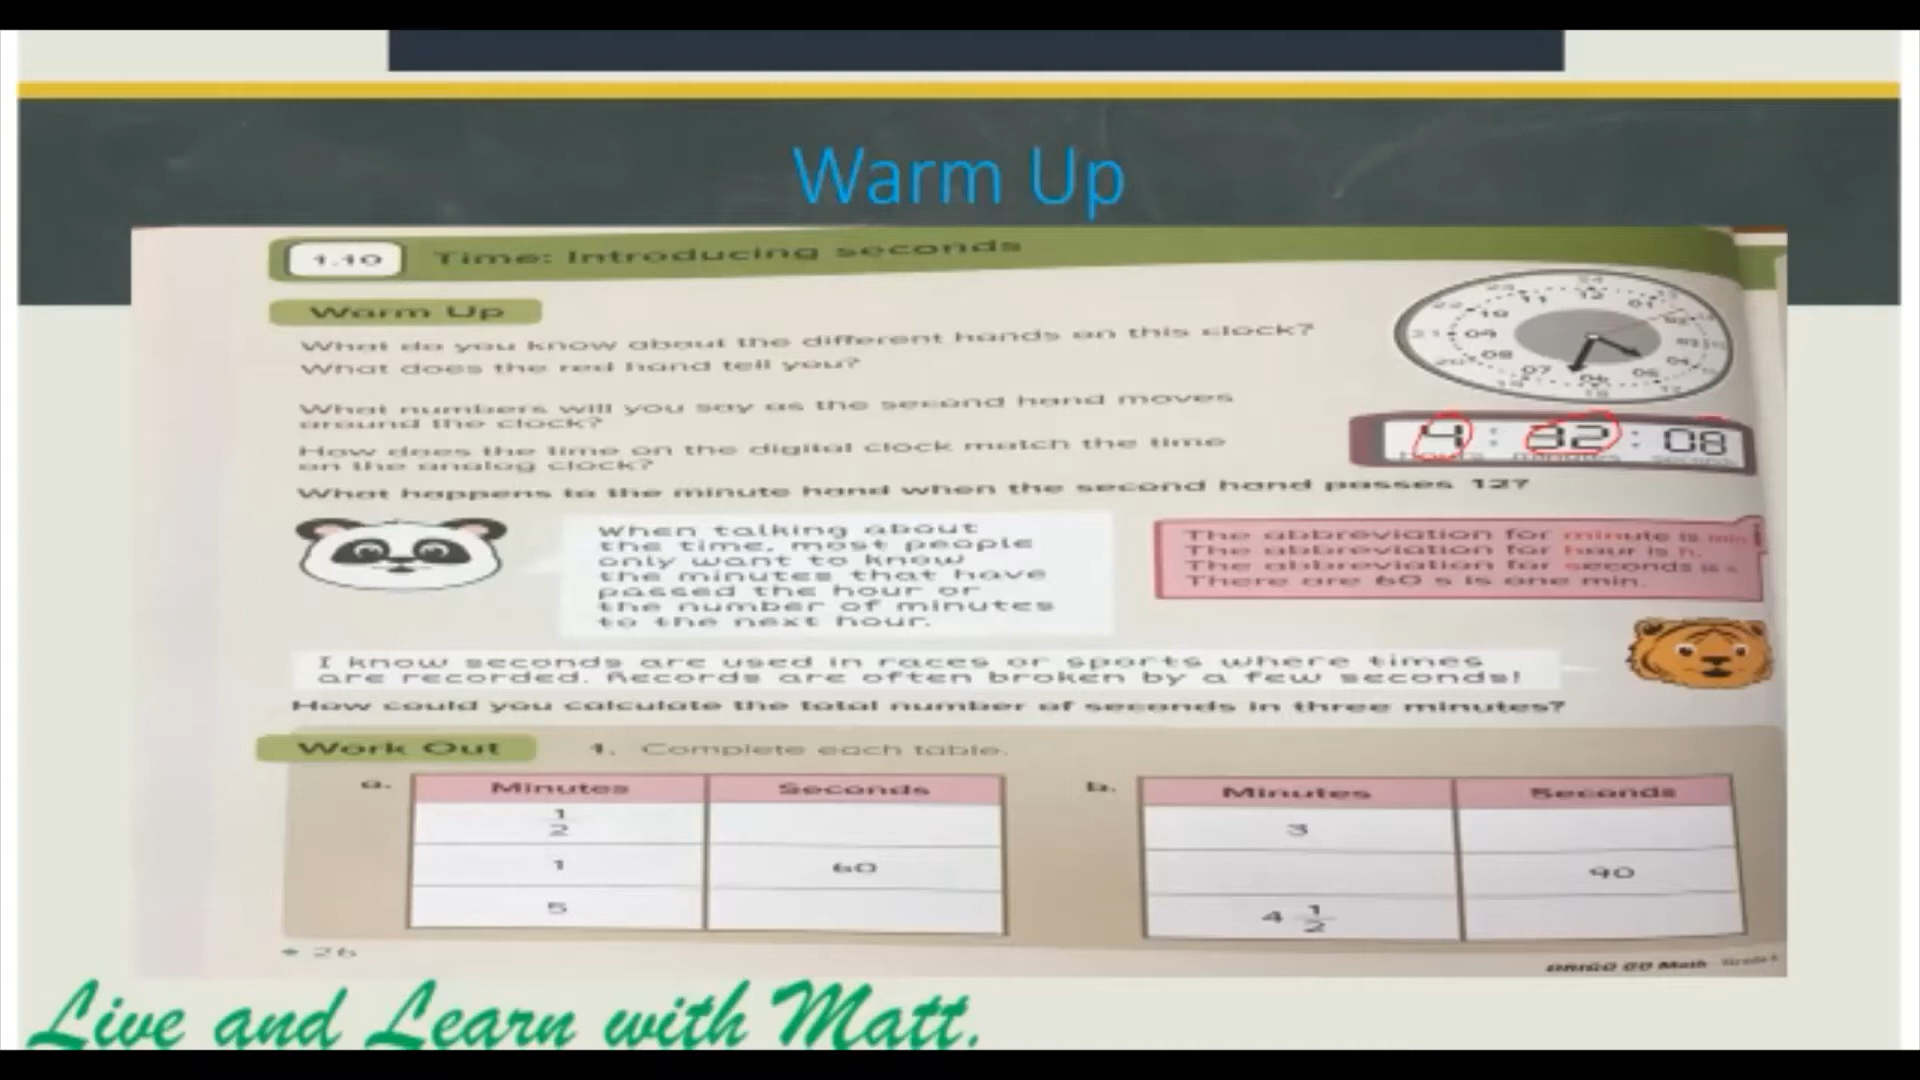 Warm Up
1.10 Time: Introducing seconds
Warm Up
What do you know about the different hands on this clock?
What does the red hand tell you?
What numbers will you say as the second hand moves
around the clock?
How does the time on the digital clock match the time
on the analog clock?
4 : 32 : 08
hours minutes seconds
What happens to the minute hand when the second hand passes 12?
When talking about
the time, most people
only want to know
the minutes that have
passed the hour or
the number of minutes
to the next hour.
The abbreviation for minute is min.
The abbreviation for hour is h.
The abbreviation for seconds is s.
There are 60 s is one min.
I know seconds are used in races or sports where times
are recorded. Records are often broken by a few seconds!
How could you calculate the total number of seconds in three minutes?
Work Out 1. Complete each table.
a. Minutes Seconds
1/2
1 60
5
b. Minutes Seconds
3
90
4 1/2
26
ORIGO GO Math
Live and Learn with Matt.